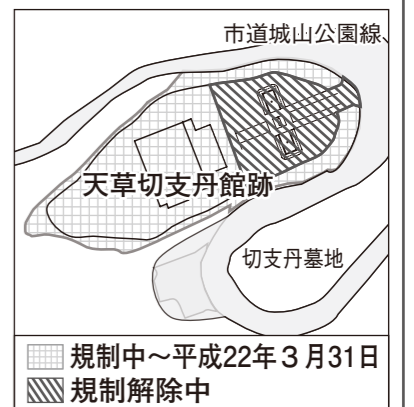 市道城山公園線
天草切支丹館跡
切支丹墓地
規制中～平成22年3月31日
規制解除中